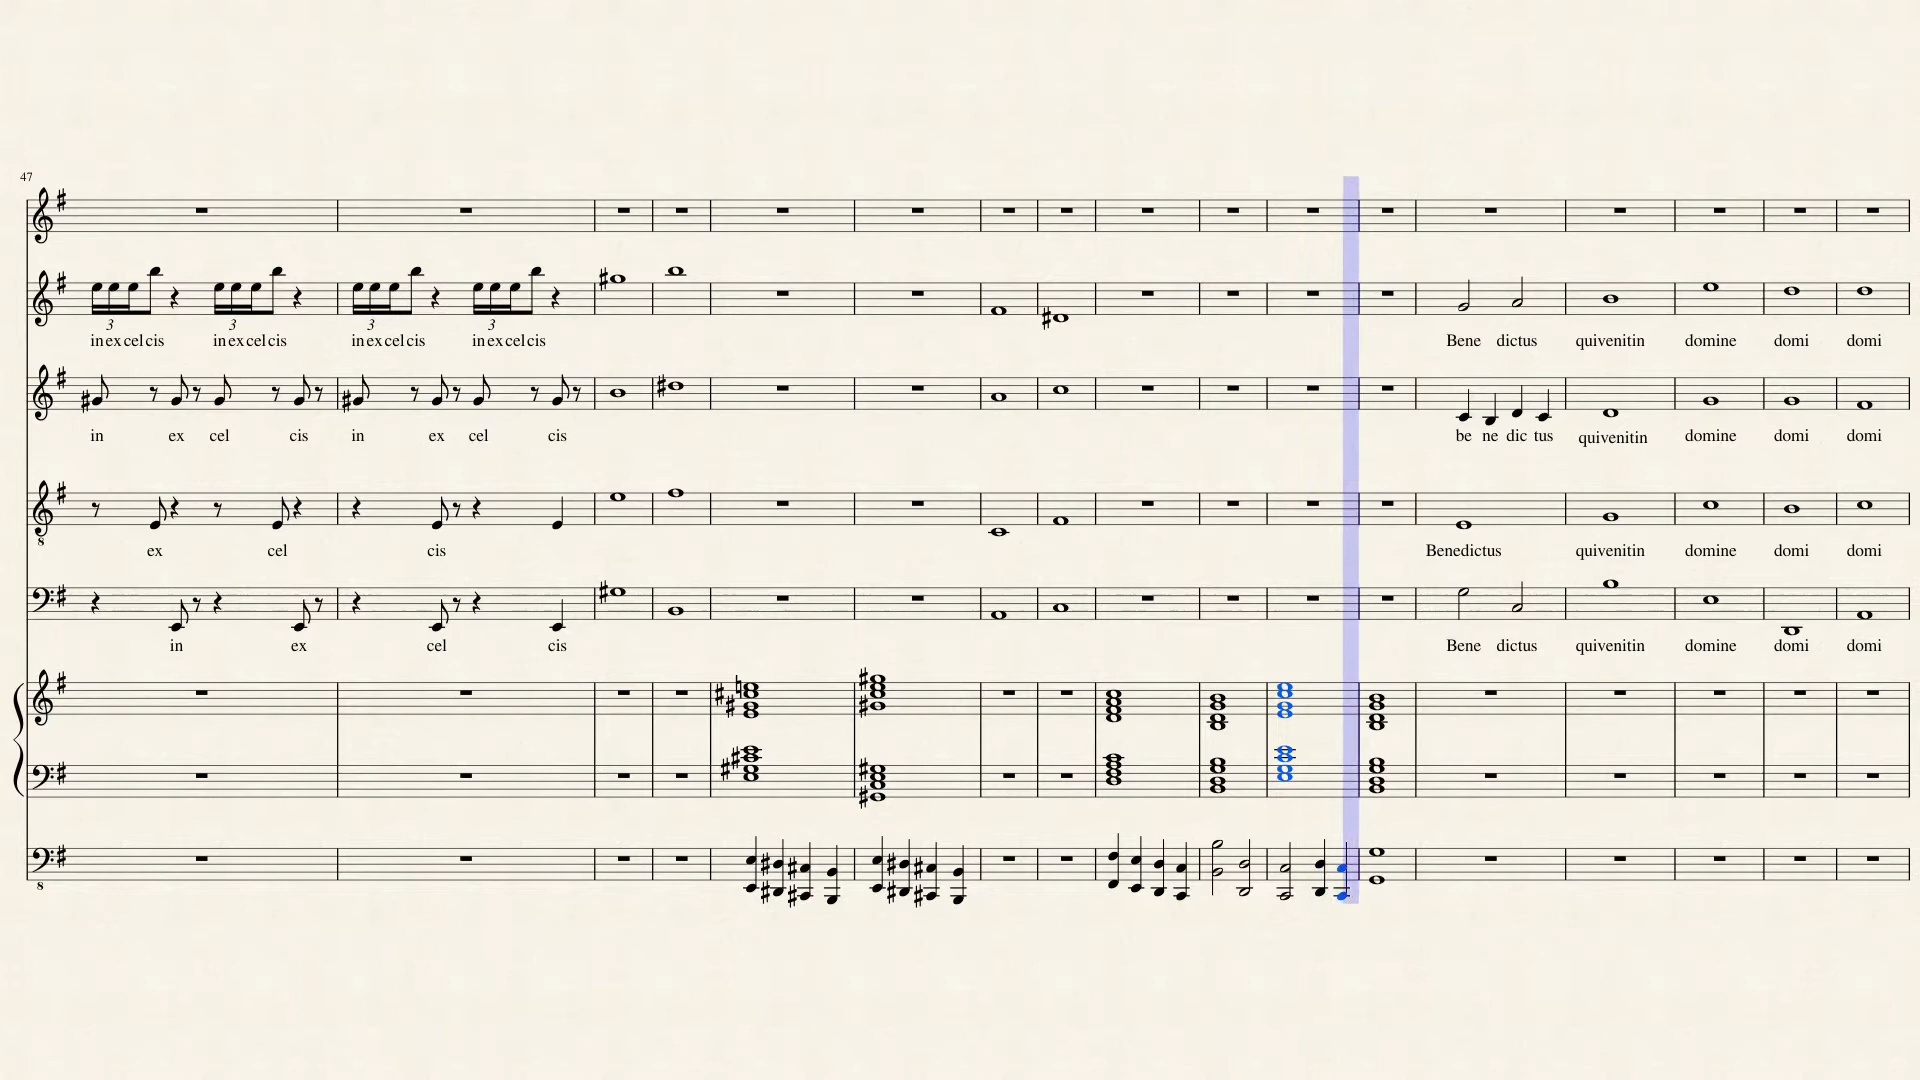 47
3 3 3 3
in ex cel cis in ex cel cis in ex cel cis in ex cel cis Bene dictus quivenitin domine domi domi
in ex cel cis in ex cel cis be ne dic tus quivenitin domine domi domi
8
ex cel cis Benedictus quivenitin domine domi domi
in ex cel cis Bene dictus quivenitin domine domi domi
8